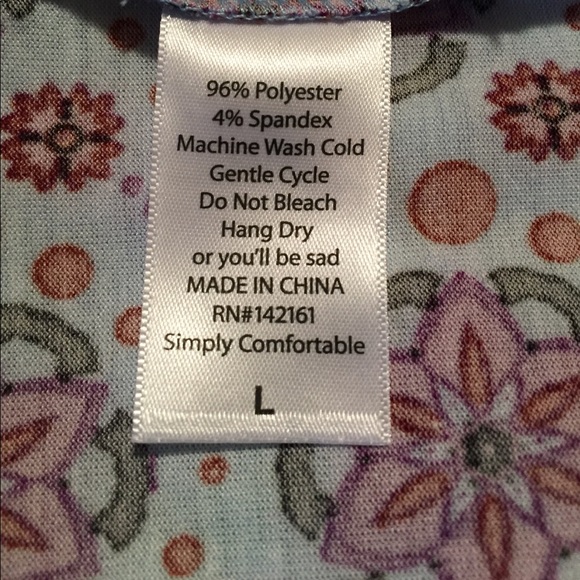 96% Polyester
4% Spandex
Machine Wash Cold
Gentle Cycle
Do Not Bleach
Hang Dry
or you'll be sad
MADE IN CHINA
RN#142161
Simply Comfortable
L